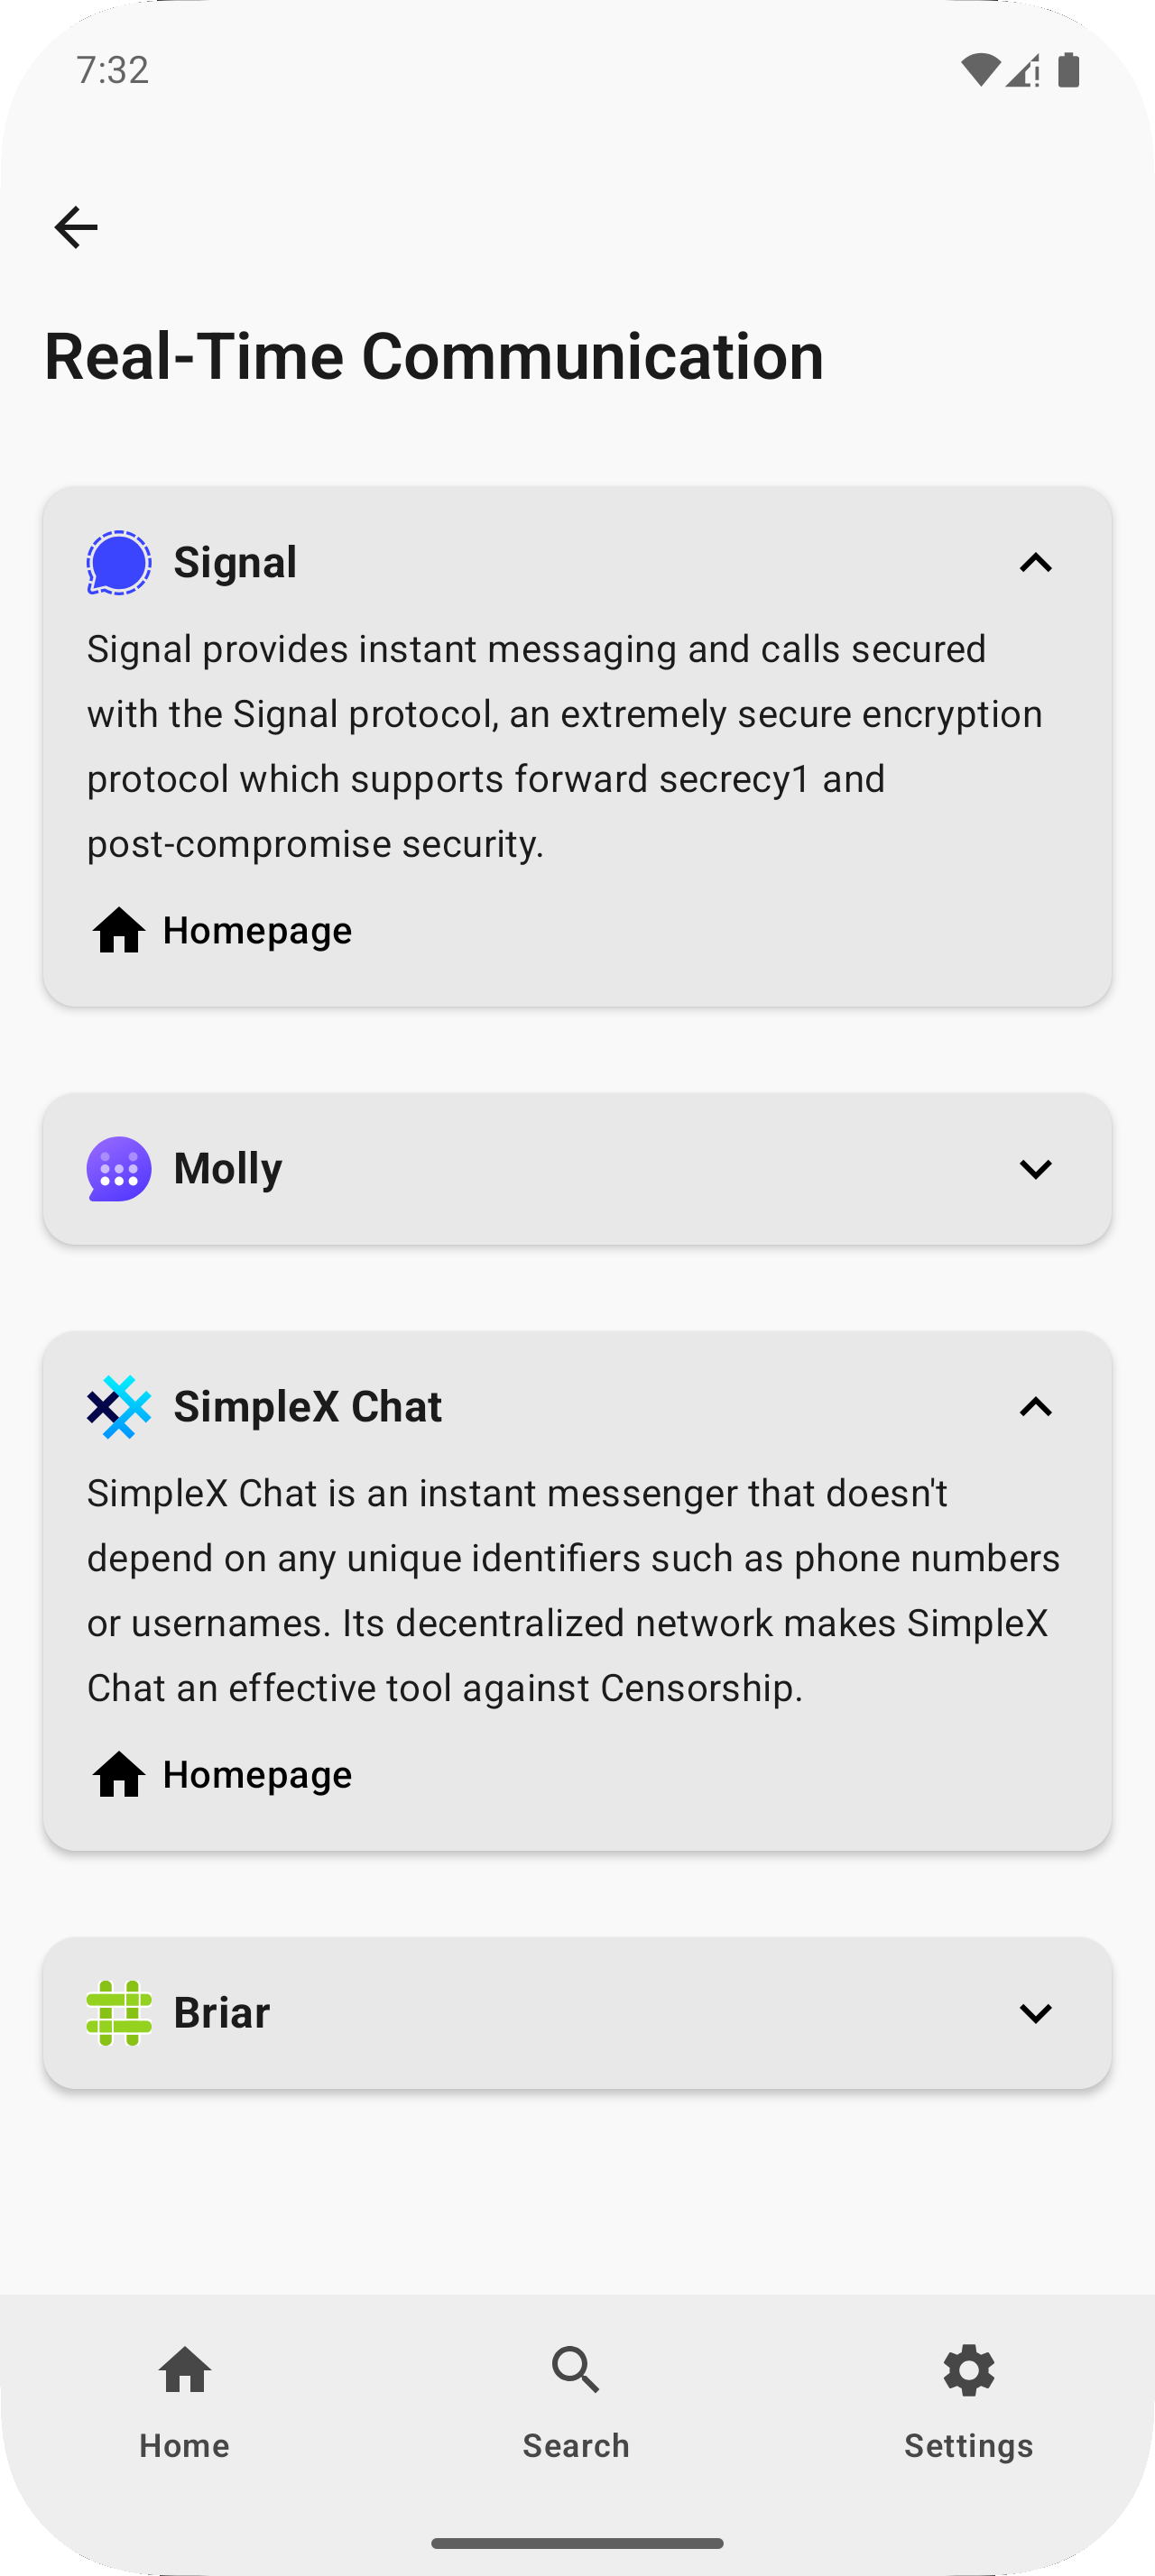 7:32
Real-Time Communication
Signal
Signal provides instant messaging and calls secured
with the Signal protocol, an extremely secure encryption
protocol which supports forward secrecy1 and
post-compromise security.
Homepage
Molly
SimpleX Chat
SimpleX Chat is an instant messenger that doesn't
depend on any unique identifiers such as phone numbers
or usernames. Its decentralized network makes SimpleX
Chat an effective tool against Censorship.
Homepage
Briar
Home
Search
Settings